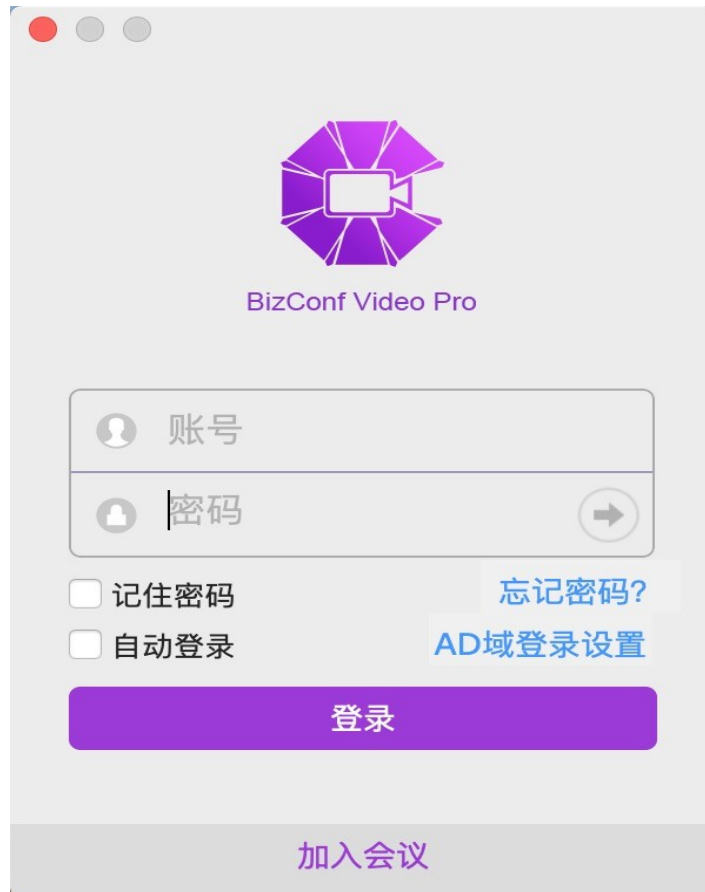 BizConf Video Pro
账号
密码
记住密码 忘记密码?
自动登录 AD域登录设置
登录
加入会议